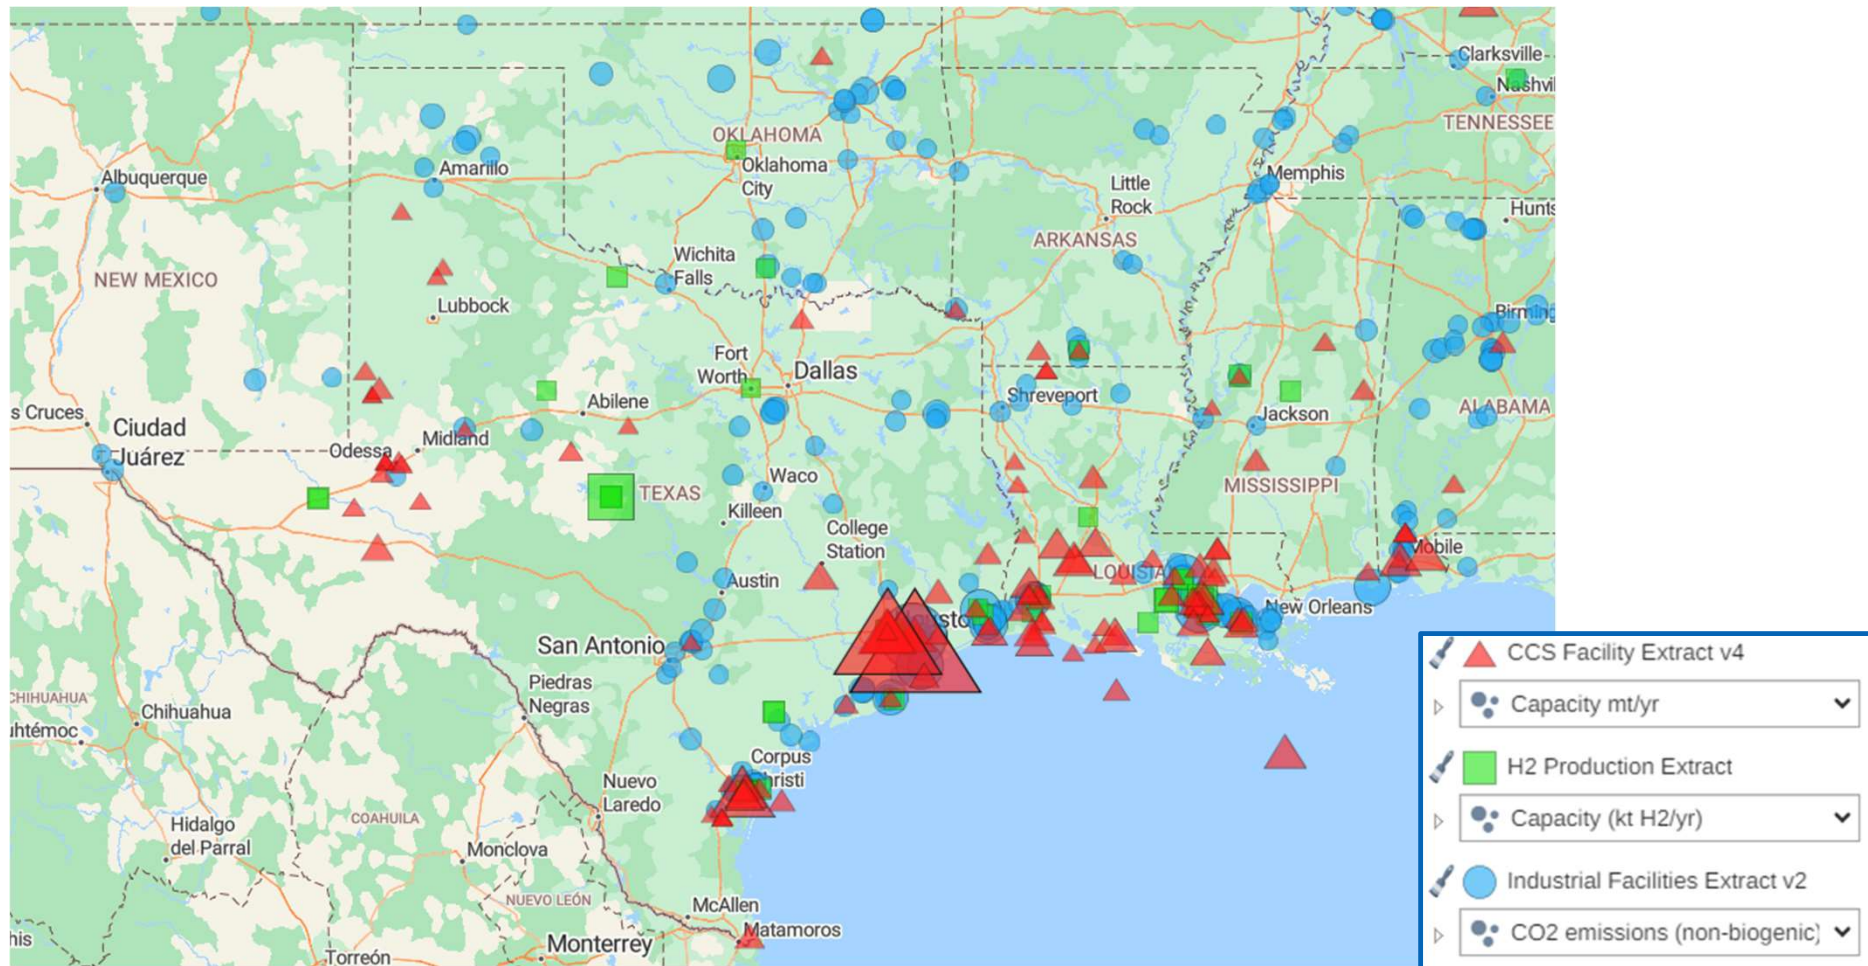 Clarksville
Nashvil
TENNESSEE
OKLAHOMA
Oklahoma
City
Amarillo
Albuquerque
Memphis
Little
Rock
Hunts
ARKANSAS
Wichita
Falls
NEW MEXICO
Lubbock
Birming
Fort
Worth
Dallas
Shreveport
Abilene
s Cruces
Jackson
ALABAMA
Ciudad
Juárez
Midland
Odessa
Waco
TEXAS
MISSISSIPPI
Killeen
College
Station
Mobile
LOUISIA
Austin
New Orleans
usto
San Antonio
Piedras
Negras
CHIHUAHUA
Chihuahua
uhtémoc
Corpus
hristi
Nuevo
Laredo
COAHUILA
Hidalgo
del Parral
Monclova
NUEVO LEÓN
McAllen
Matamoros
his
Monterrey
Torreón
CCS Facility Extract v4
Capacity mt/yr
H2 Production Extract
Capacity (kt H2/yr)
Industrial Facilities Extract v2
CO2 emissions (non-biogenic)